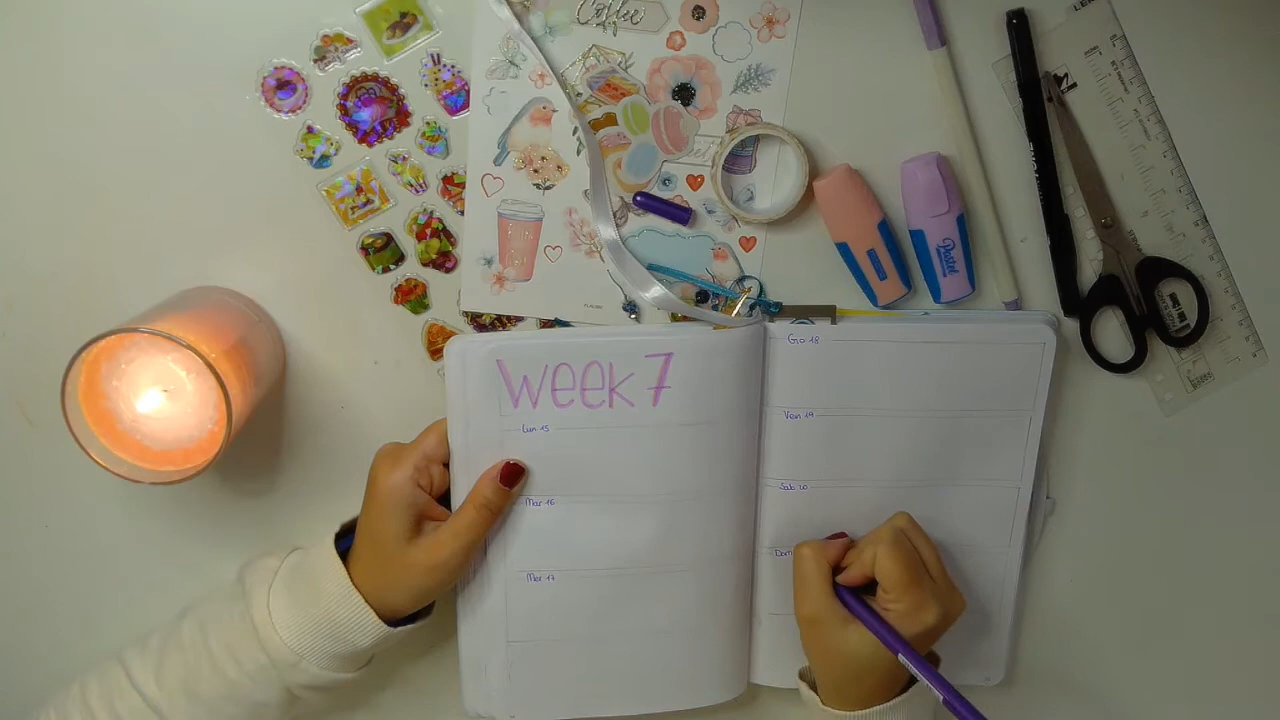 Coffee
week 7
Lun 15
Mar 16
Mer 17
Gio 18
Ven 19
Sab 20
Dom
Pastel